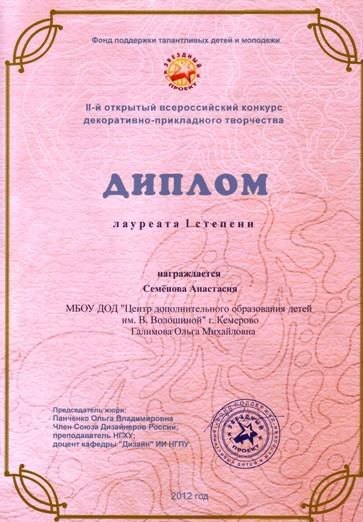 Фонд поддержки талантливых детей и молодежи
ЗВЕЗДНЫЙ
ПРОЕКТ
II-й открытый всероссийский конкурс
декоративно-прикладного творчества
ДИПЛОМ
лауреата I степени
награждается
Семёнова Анастасия
МБОУ ДОД "Центр дополнительного образования детей
им. В. Волошиной" г. Кемерово
Галимова Ольга Михайловна
Председатель жюри:
Панченко Ольга Владимировна
Член Союза Дизайнеров России,
преподаватель НГХУ;
доцент кафедры "Дизайн" ИИ НГПУ
ЗВЕЗДНЫЙ
ПРОЕКТ
2012 год